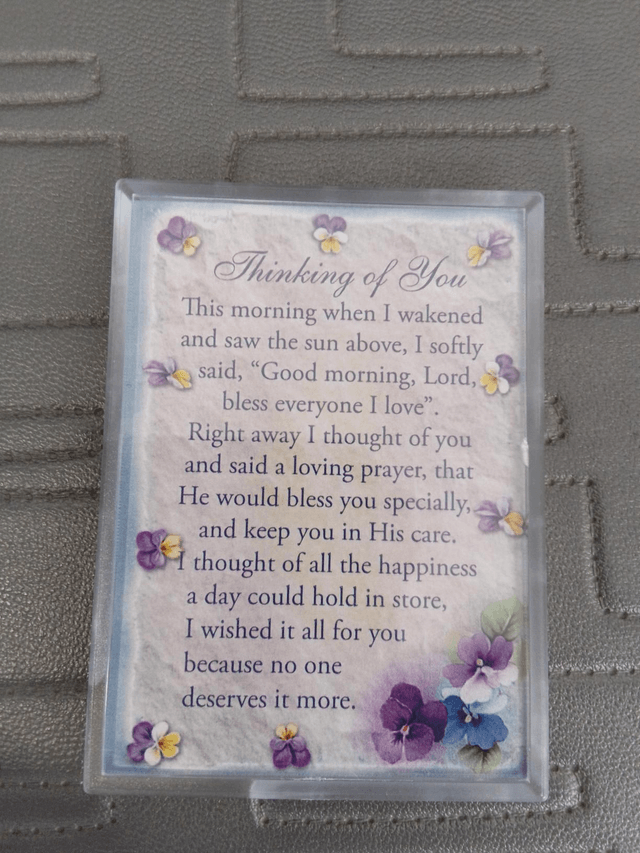 Thinking of You
This morning when I wakened
and saw the sun above, I softly
said, “Good morning, Lord,
bless everyone I love”.
Right away I thought of you
and said a loving prayer, that
He would bless you specially,
and keep you in His care.
I thought of all the happiness
a day could hold in store,
I wished it all for you
because no one
deserves it more.